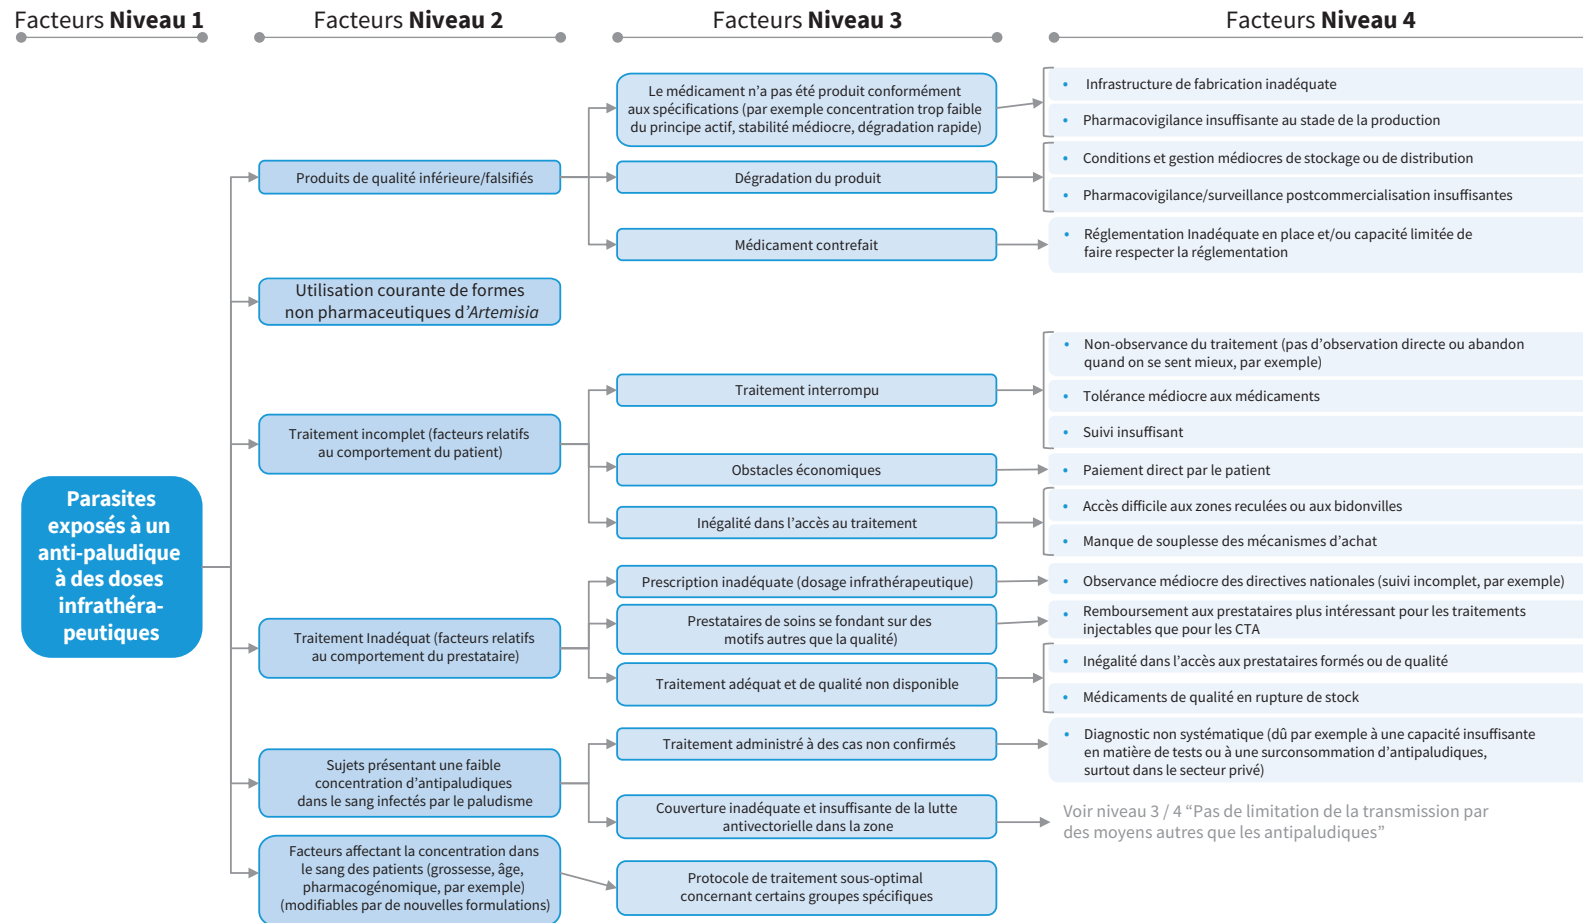 Facteurs Niveau 1
Facteurs Niveau 2
Facteurs Niveau 3
Facteurs Niveau 4
Parasites
exposés à un
anti-paludique
à des doses
infrathéra-
peutiques
Produits de qualité inférieure/falsifiés
Le médicament n'a pas été produit conformément
aux spécifications (par exemple concentration trop faible
du principe actif, stabilité médiocre, dégradation rapide)
• Infrastructure de fabrication inadéquate
• Pharmacovigilance insuffisante au stade de la production
Dégradation du produit
• Conditions et gestion médiocres de stockage ou de distribution
• Pharmacovigilance/surveillance postcommercialisation insuffisantes
Médicament contrefait
• Réglementation Inadéquate en place et/ou capacité limitée de
faire respecter la réglementation
Utilisation courante de formes
non pharmaceutiques d'Artemisia
Traitement incomplet (facteurs relatifs
au comportement du patient)
Traitement interrompu
• Non-observance du traitement (pas d'observation directe ou abandon
quand on se sent mieux, par exemple)
• Tolérance médiocre aux médicaments
• Suivi insuffisant
Obstacles économiques
• Paiement direct par le patient
Inégalité dans l'accès au traitement
• Accès difficile aux zones reculées ou aux bidonvilles
• Manque de souplesse des mécanismes d'achat
Traitement Inadéquat (facteurs relatifs
au comportement du prestataire)
Prescription inadéquate (dosage infrathérapeutique)
• Observance médiocre des directives nationales (suivi incomplet, par exemple)
Prestataires de soins se fondant sur des
motifs autres que la qualité)
• Remboursement aux prestataires plus intéressant pour les traitements
injectables que pour les CTA
Traitement adéquat et de qualité non disponible
• Inégalité dans l'accès aux prestataires formés ou de qualité
• Médicaments de qualité en rupture de stock
Sujets présentant une faible
concentration d'antipaludiques
dans le sang infectés par le paludisme
Traitement administré à des cas non confirmés
• Diagnostic non systématique (dû par exemple à une capacité insuffisante
en matière de tests ou à une surconsommation d'antipaludiques,
surtout dans le secteur privé)
Couverture inadéquate et insuffisante de la lutte
antivectorielle dans la zone
Voir niveau 3 / 4 “Pas de limitation de la transmission par
des moyens autres que les antipaludiques”
Facteurs affectant la concentration dans
le sang des patients (grossesse, âge,
pharmacogénomique, par exemple)
(modifiables par de nouvelles formulations)
Protocole de traitement sous-optimal
concernant certains groupes spécifiques